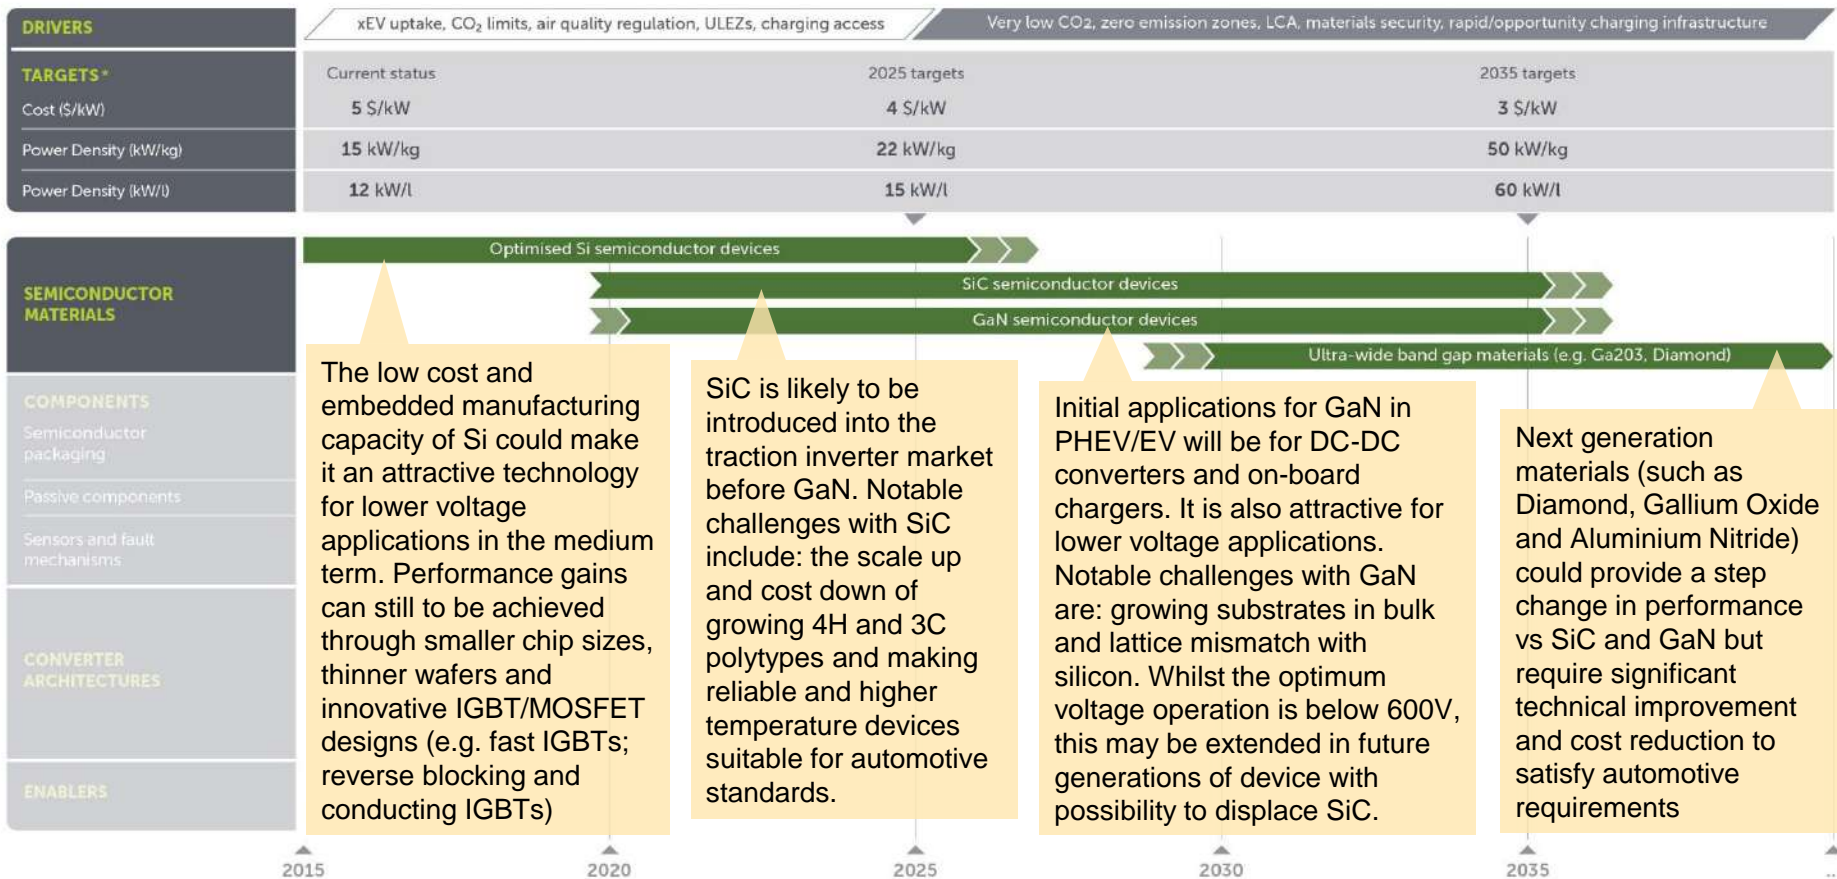 DRIVERS
xEV uptake, CO₂ limits, air quality regulation, ULEZs, charging access
Very low CO2, zero emission zones, LCA, materials security, rapid/opportunity charging infrastructure
TARGETS*
Current status
2025 targets
2035 targets
Cost ($/kW)
5 $/kW
4 $/kW
3 $/kW
Power Density (kW/kg)
15 kW/kg
22 kW/kg
50 kW/kg
Power Density (kW/l)
12 kW/l
15 kW/l
60 kW/l
SEMICONDUCTOR
MATERIALS
Optimised Si semiconductor devices
SiC semiconductor devices
GaN semiconductor devices
Ultra-wide band gap materials (e.g. Ga203, Diamond)
COMPONENTS
Semiconductor
packaging
Passive components
Sensors and fault
mechanisms
CONVERTER
ARCHITECTURES
ENABLERS
The low cost and
embedded manufacturing
capacity of Si could make
it an attractive technology
for lower voltage
applications in the medium
term. Performance gains
can still to be achieved
through smaller chip sizes,
thinner wafers and
innovative IGBT/MOSFET
designs (e.g. fast IGBTs;
reverse blocking and
conducting IGBTs)
SiC is likely to be
introduced into the
traction inverter market
before GaN. Notable
challenges with SiC
include: the scale up
and cost down of
growing 4H and 3C
polytypes and making
reliable and higher
temperature devices
suitable for automotive
standards.
Initial applications for GaN in
PHEV/EV will be for DC-DC
converters and on-board
chargers. It is also attractive for
lower voltage applications.
Notable challenges with GaN
are: growing substrates in bulk
and lattice mismatch with
silicon. Whilst the optimum
voltage operation is below 600V,
this may be extended in future
generations of device with
possibility to displace SiC.
Next generation
materials (such as
Diamond, Gallium Oxide
and Aluminium Nitride)
could provide a step
change in performance
vs SiC and GaN but
require significant
technical improvement
and cost reduction to
satisfy automotive
requirements
2015
2020
2025
2030
2035
..